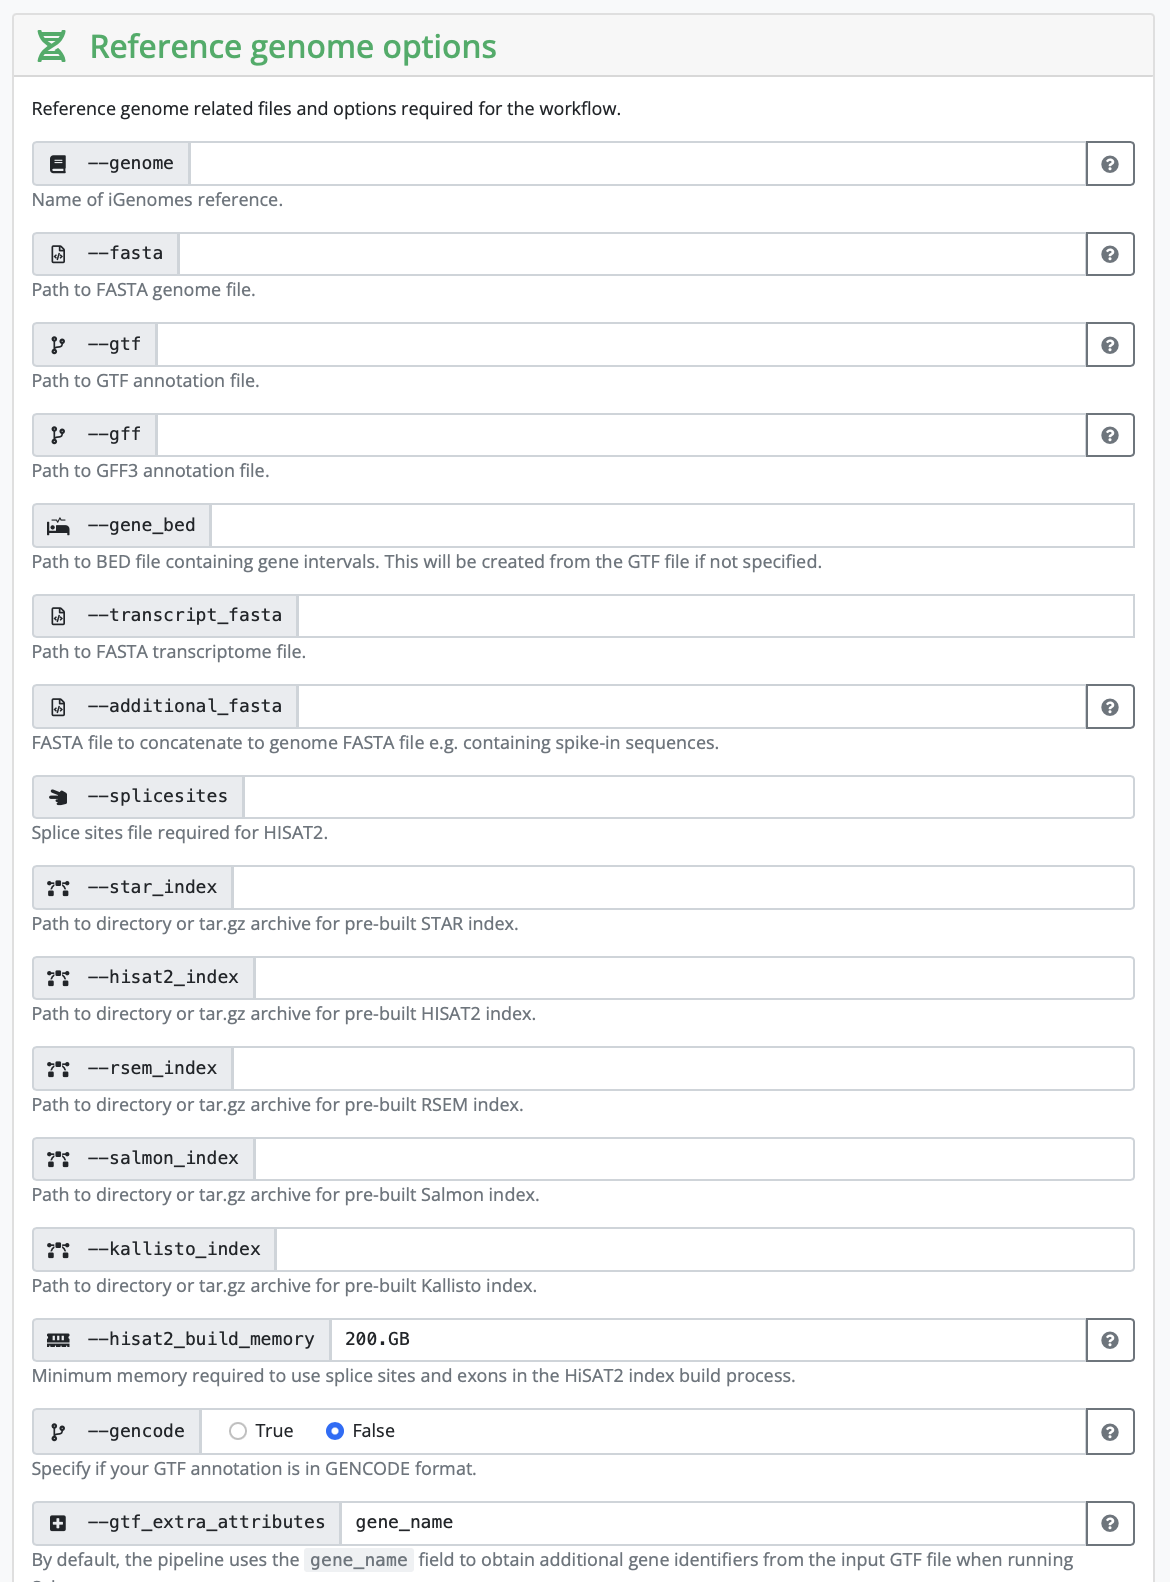 Reference genome options
Reference genome related files and options required for the workflow.
--genome
Name of iGenomes reference.
--fasta
Path to FASTA genome file.
--gtf
Path to GTF annotation file.
--gff
Path to GFF3 annotation file.
--gene_bed
Path to BED file containing gene intervals. This will be created from the GTF file if not specified.
--transcript_fasta
Path to FASTA transcriptome file.
--additional_fasta
FASTA file to concatenate to genome FASTA file e.g. containing spike-in sequences.
--splicesites
Splice sites file required for HISAT2.
--star_index
Path to directory or tar.gz archive for pre-built STAR index.
--hisat2_index
Path to directory or tar.gz archive for pre-built HISAT2 index.
--rsem_index
Path to directory or tar.gz archive for pre-built RSEM index.
--salmon_index
Path to directory or tar.gz archive for pre-built Salmon index.
--kallisto_index
Path to directory or tar.gz archive for pre-built Kallisto index.
--hisat2_build_memory 200.GB
Minimum memory required to use splice sites and exons in the HiSAT2 index build process.
--gencode True False
Specify if your GTF annotation is in GENCODE format.
--gtf_extra_attributes gene_name
By default, the pipeline uses the gene_name field to obtain additional gene identifiers from the input GTF file when running